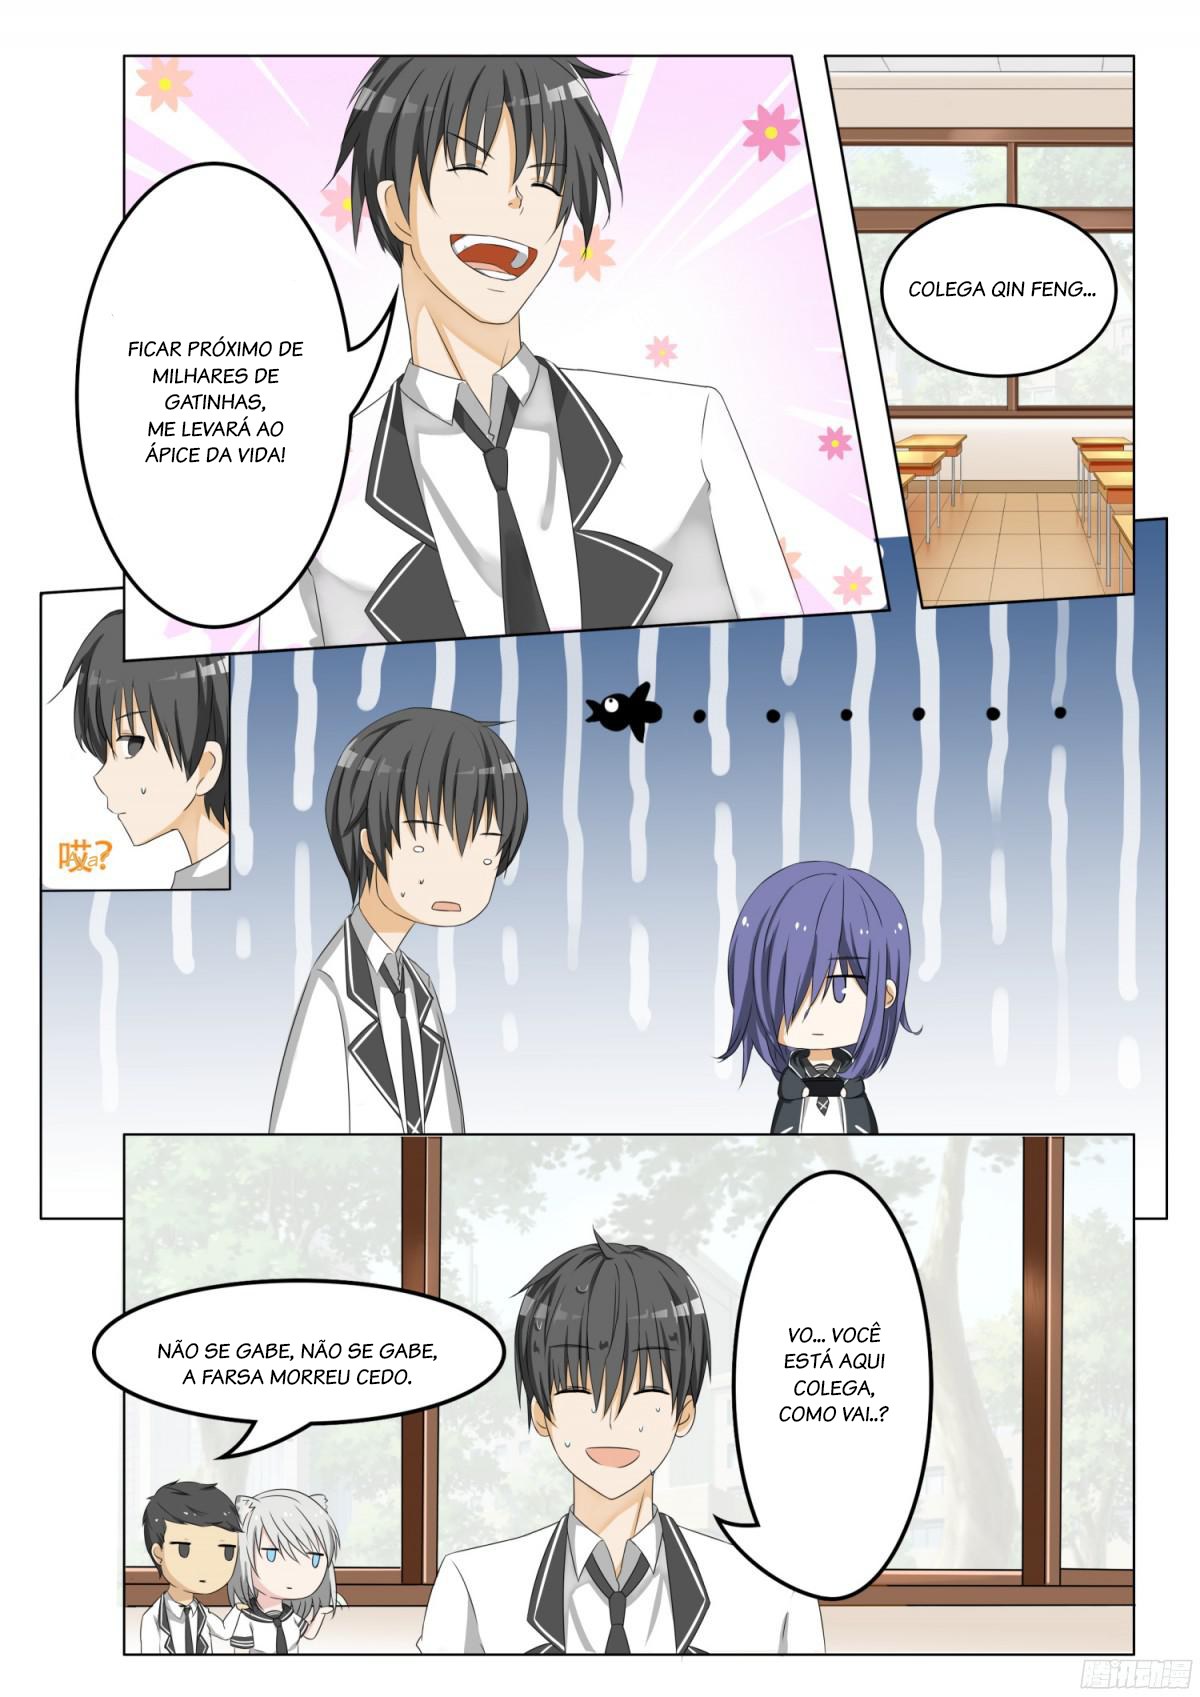 FICAR PRÓXIMO DE
MILHARES DE
GATINHAS,
ME LEVARÁ AO
ÁPICE DA VIDA!
COLEGA QIN FENG...
哎?
NÃO SE GABE, NÃO SE GABE,
A FARSA MORREU CEDO.
VO... VOCÊ
ESTÁ AQUI
COLEGA,
COMO VAI..?
腾讯动漫